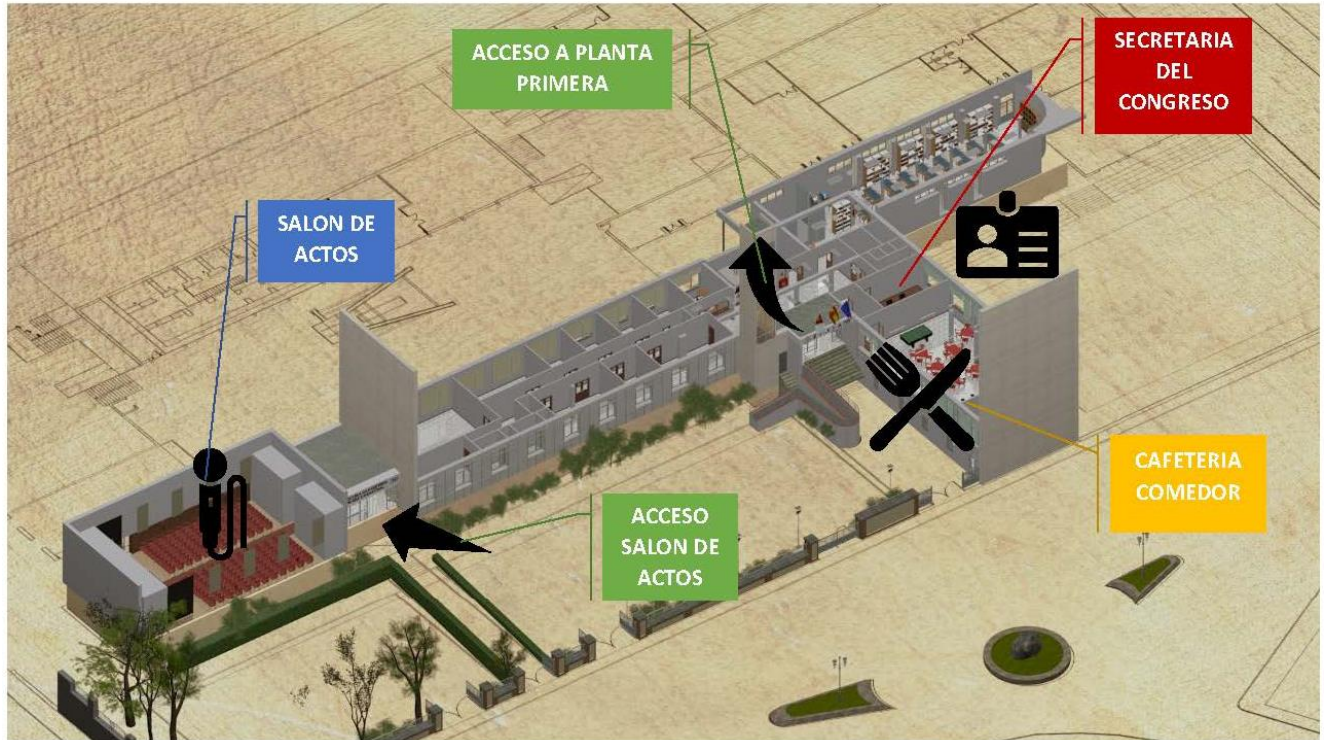 ACCESO A PLANTA
PRIMERA
SECRETARIA
DEL
CONGRESO
SALON DE
ACTOS
CAFETERIA
COMEDOR
ACCESO
SALON DE
ACTOS